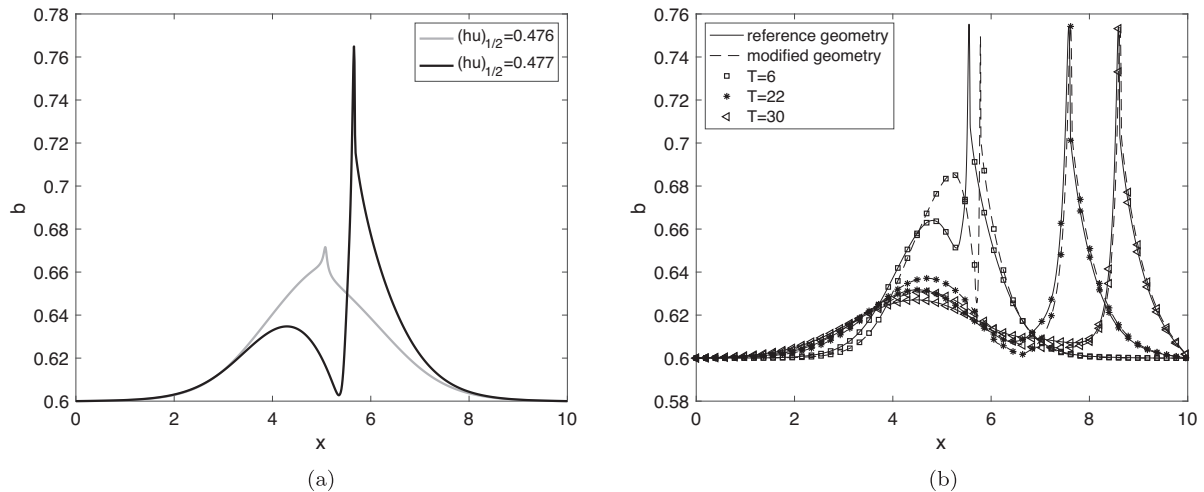 0.78
0.76
0.74
0.72
0.7
0.68
0.66
0.64
0.62
0.6
b
0
2
4
6
8
10
x
(hu)1/2=0.476
(hu)1/2=0.477
(a)
0.76
0.74
0.72
0.7
0.68
0.66
0.64
0.62
0.6
0.58
b
0
2
4
6
8
10
x
reference geometry
modified geometry
T=6
T=22
T=30
(b)